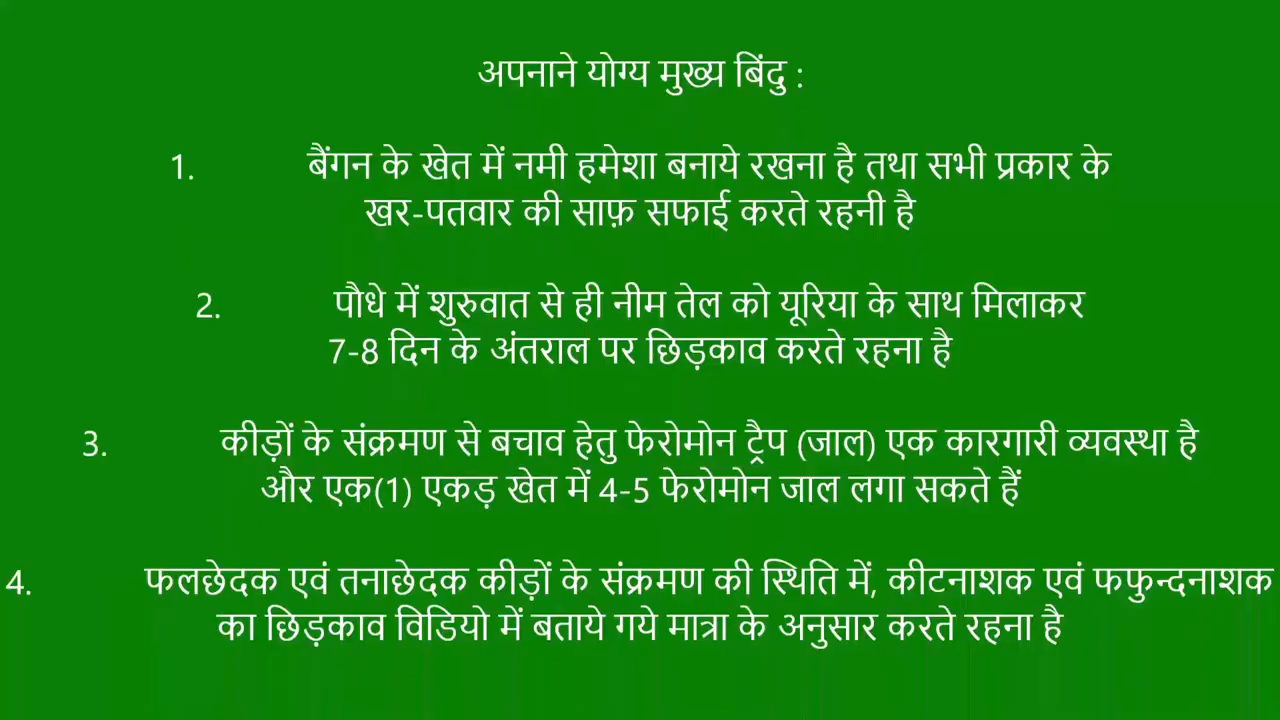 अपनाने योग्य मुख्य बिंदु :
1. बैंगन के खेत में नमी हमेशा बनाये रखना है तथा सभी प्रकार के
खर-पतवार की साफ़ सफाई करते रहनी है
2. पौधे में शुरुवात से ही नीम तेल को यूरिया के साथ मिलाकर
7-8 दिन के अंतराल पर छिड़काव करते रहना है
3. कीड़ों के संक्रमण से बचाव हेतु फेरोमोन ट्रैप (जाल) एक कारगारी व्यवस्था है
और एक(1) एकड़ खेत में 4-5 फेरोमोन जाल लगा सकते हैं
4. फलछेदक एवं तनाछेदक कीड़ों के संक्रमण की स्थिति में, कीटनाशक एवं फफुन्दनाशक
का छिड़काव विडियो में बताये गये मात्रा के अनुसार करते रहना है